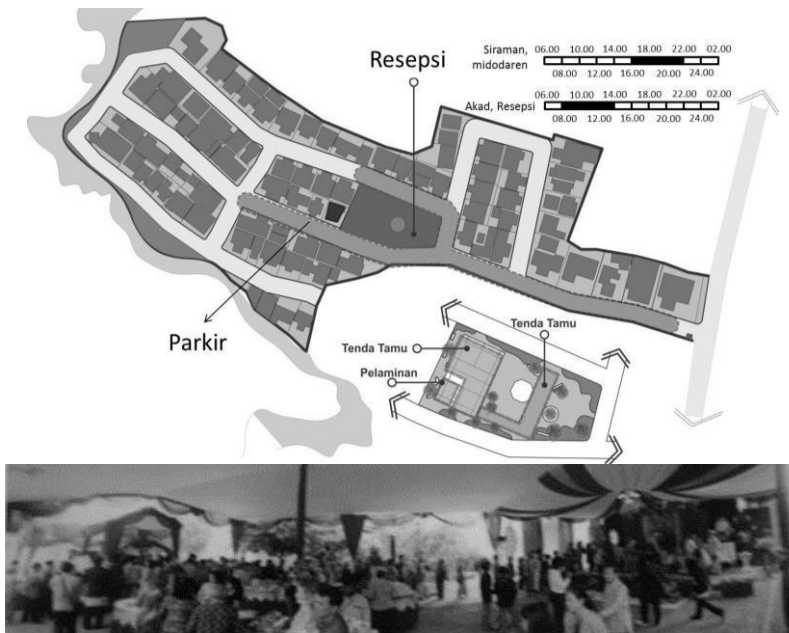 Resepsi
Siraman, midodaren
06.00 10.00 14.00 18.00 22.00 02.00
08.00 12.00 16.00 20.00 24.00
Akad, Resepsi
06.00 10.00 14.00 18.00 22.00 02.00
08.00 12.00 16.00 20.00 24.00
Parkir
Tenda Tamu
Tenda Tamu
Pelaminan